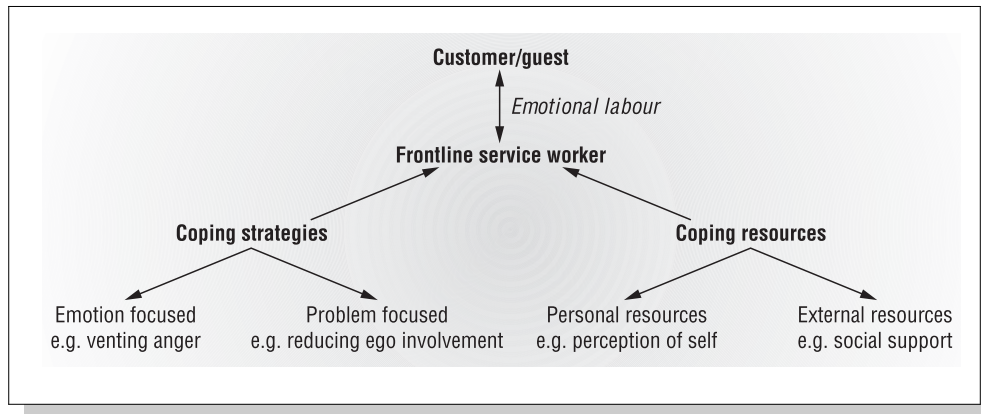 Customer/guest
Emotional labour
Frontline service worker
Coping strategies
Coping resources
Emotion focused
e.g. venting anger
Problem focused
e.g. reducing ego involvement
Personal resources
e.g. perception of self
External resources
e.g. social support